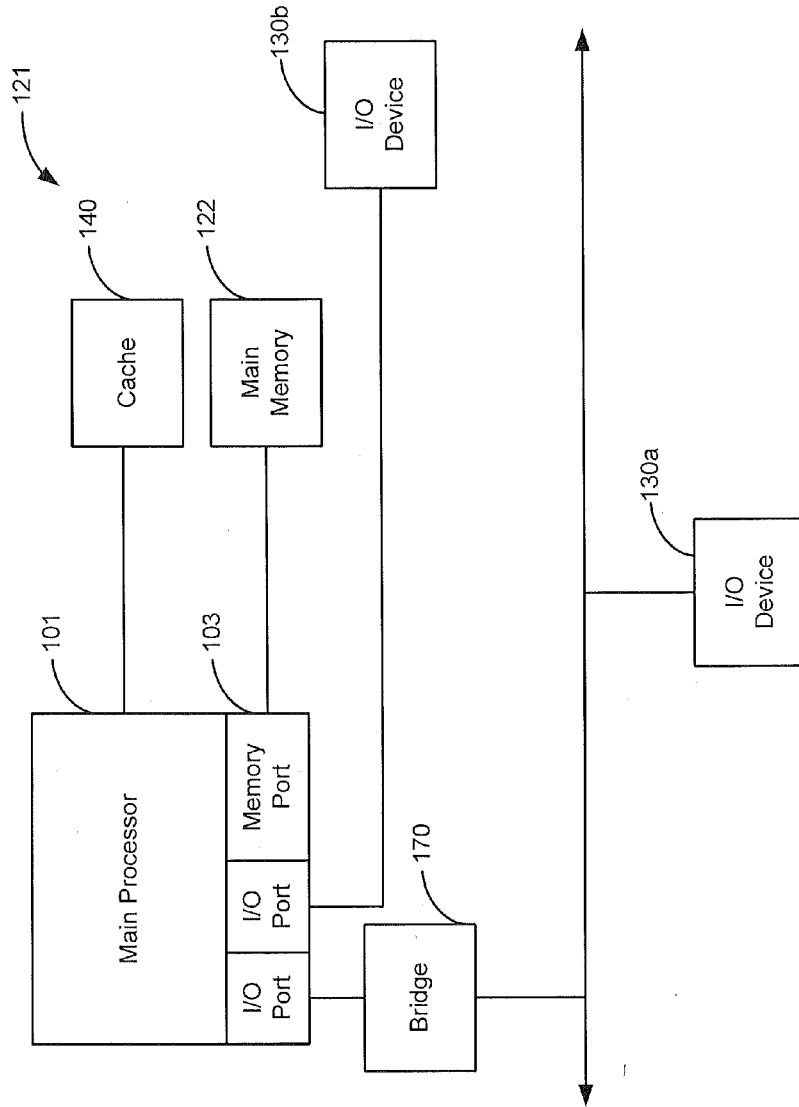 121
Main Processor
101
Cache
140
I/O
Port
I/O
Port
Memory
Port
103
Main
Memory
122
Bridge
170
I/O
Device
130b
I/O
Device
130a